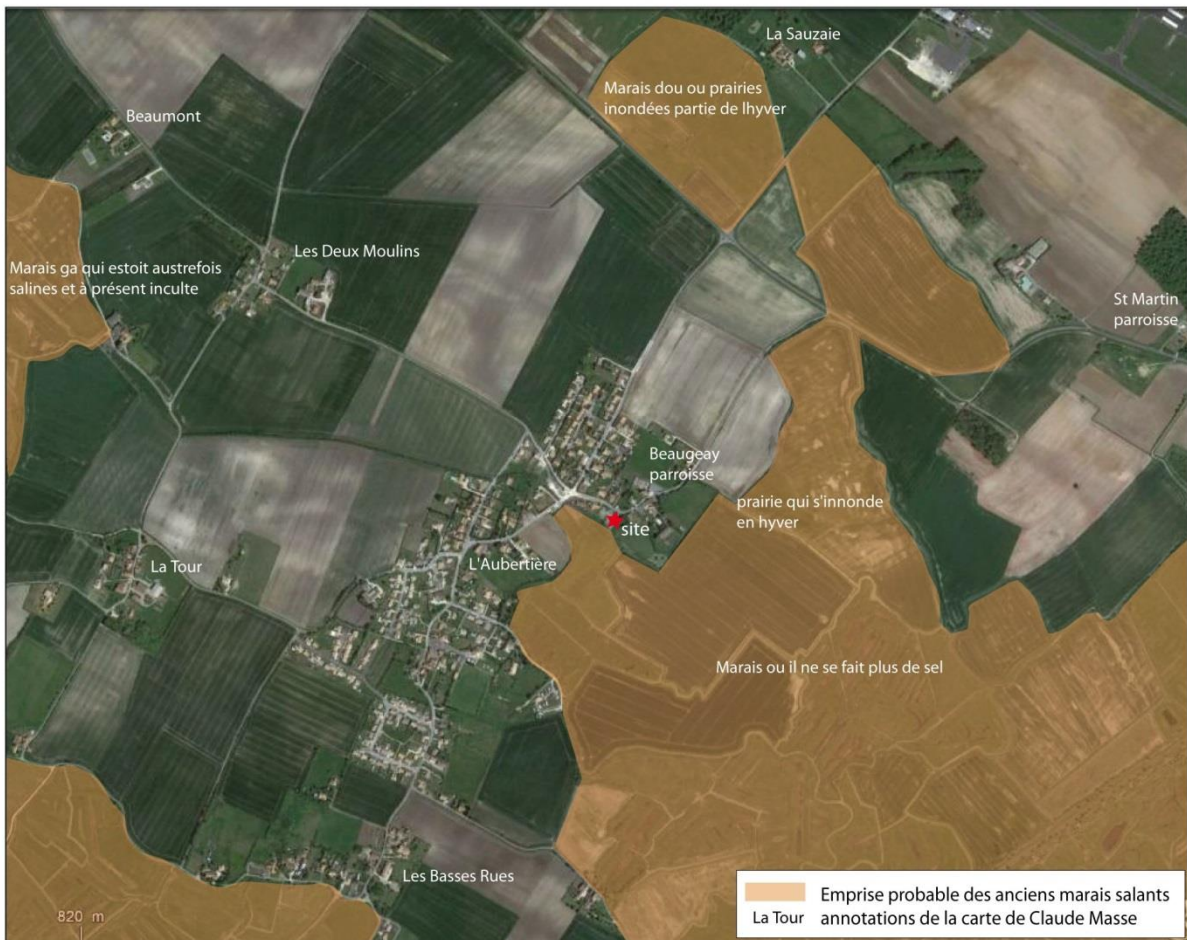 La Sauzaie
Marais dou ou prairies
inondées partie de lhyver
Beaumont
Les Deux Moulins
Marais ga qui estoit austrefois
salines et à présent inculte
St Martin
parroisse
Beaugeay
parroisse
prairie qui s'innonde
en hyver
site
L'Aubertière
La Tour
Marais ou il ne se fait plus de sel
Les Basses Rues
820 m
Emprise probable des anciens marais salants
La Tour annotations de la carte de Claude Masse